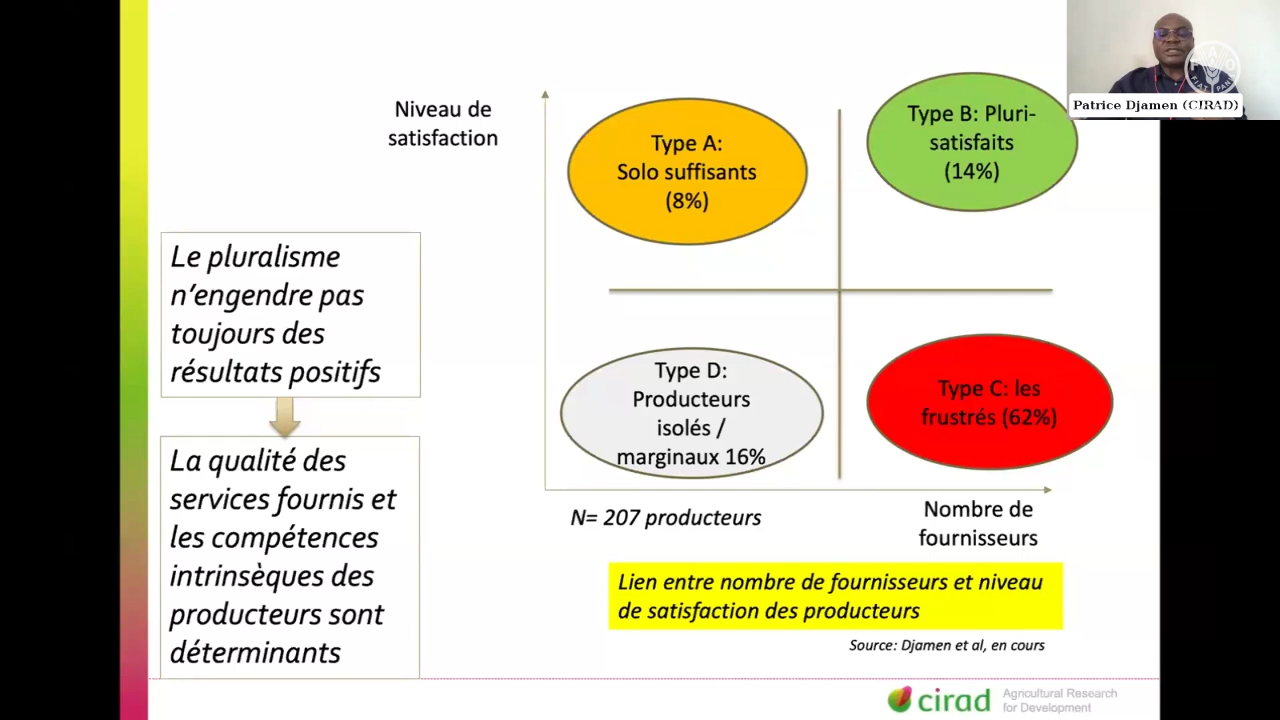 Patrice Djamen (CIRAD)
Niveau de
satisfaction
Type A:
Solo suffisants
(8%)
Type B: Pluri-
satisfaits
(14%)
Le pluralisme
n’engendre pas
toujours des
résultats positifs
La qualité des
services fournis et
les compétences
intrinsèques des
producteurs sont
déterminants
Type D:
Producteurs
isolés /
marginaux 16%
Type C: les
frustrés (62%)
N= 207 producteurs
Nombre de
fournisseurs
Lien entre nombre de fournisseurs et niveau
de satisfaction des producteurs
Source: Djamen et al, en cours
cirad
Agricultural Research
for Development
FAO
FIAT PANIS